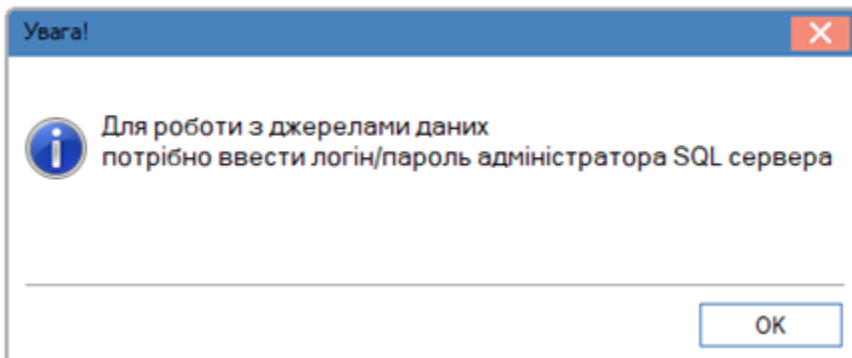 Увага!
Для роботи з джерелами даних
потрібно ввести логін/пароль адміністратора SQL сервера
OK